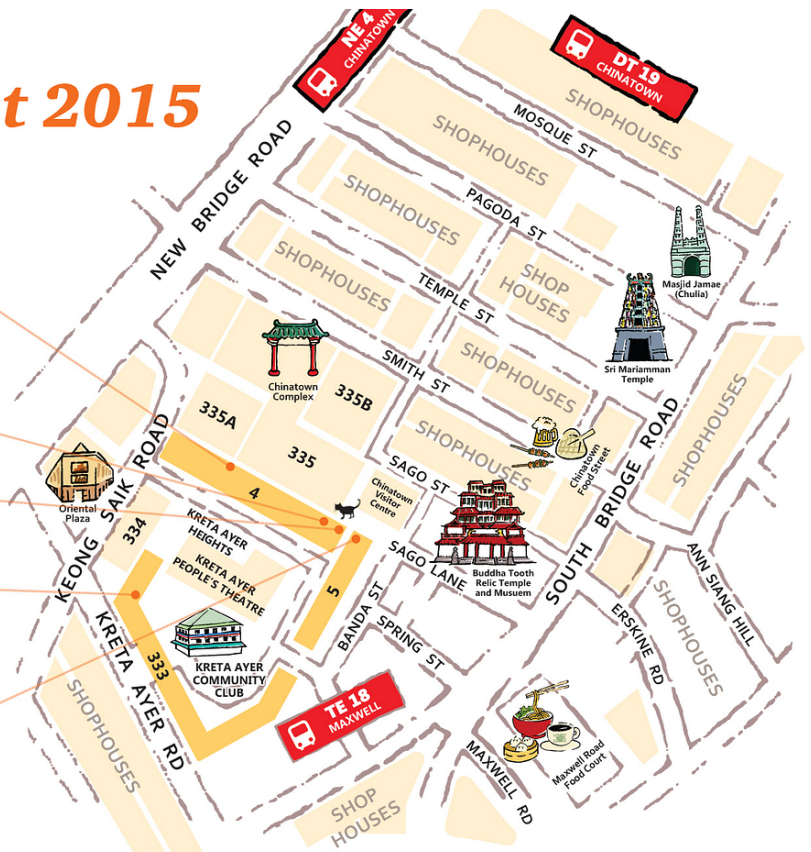 t 2015
NE 4
CHINATOWN
DT 19
CHINATOWN
SHOPHOUSES
MOSQUE ST
SHOPHOUSES
NEW BRIDGE ROAD
PAGODA ST
SHOPHOUSES
Masjid Jamae
(Chulia)
SHOP
HOUSES
SHOPHOUSES
TEMPLE ST
Sri Mariamman
Temple
SMITH ST
SHOPHOUSES
SHOPHOUSES
Chinatown
Complex
335B
335A
335
SHOPHOUSES
Chinatown
Food Street
SOUTH BRIDGE ROAD
SAGO ST
Chinatown
Visitor
Centre
4
Oriental
Plaza
KEONG SAIK ROAD
334
KRETA AYER
HEIGHTS
KRETA AYER
PEOPLE'S THEATRE
SAGO LANE
Buddha Tooth
Relic Temple
and Musuem
ANN SIANG HILL
5
BANDA ST
SPRING ST
ERSKINE RD
SHOPHOUSES
KRETA AYER RD
333
KRETA AYER
COMMUNITY
CLUB
TE 18
MAXWELL
SHOPHOUSES
Maxwell Road
Food Court
MAXWELL RD
SHOP
HOUSES